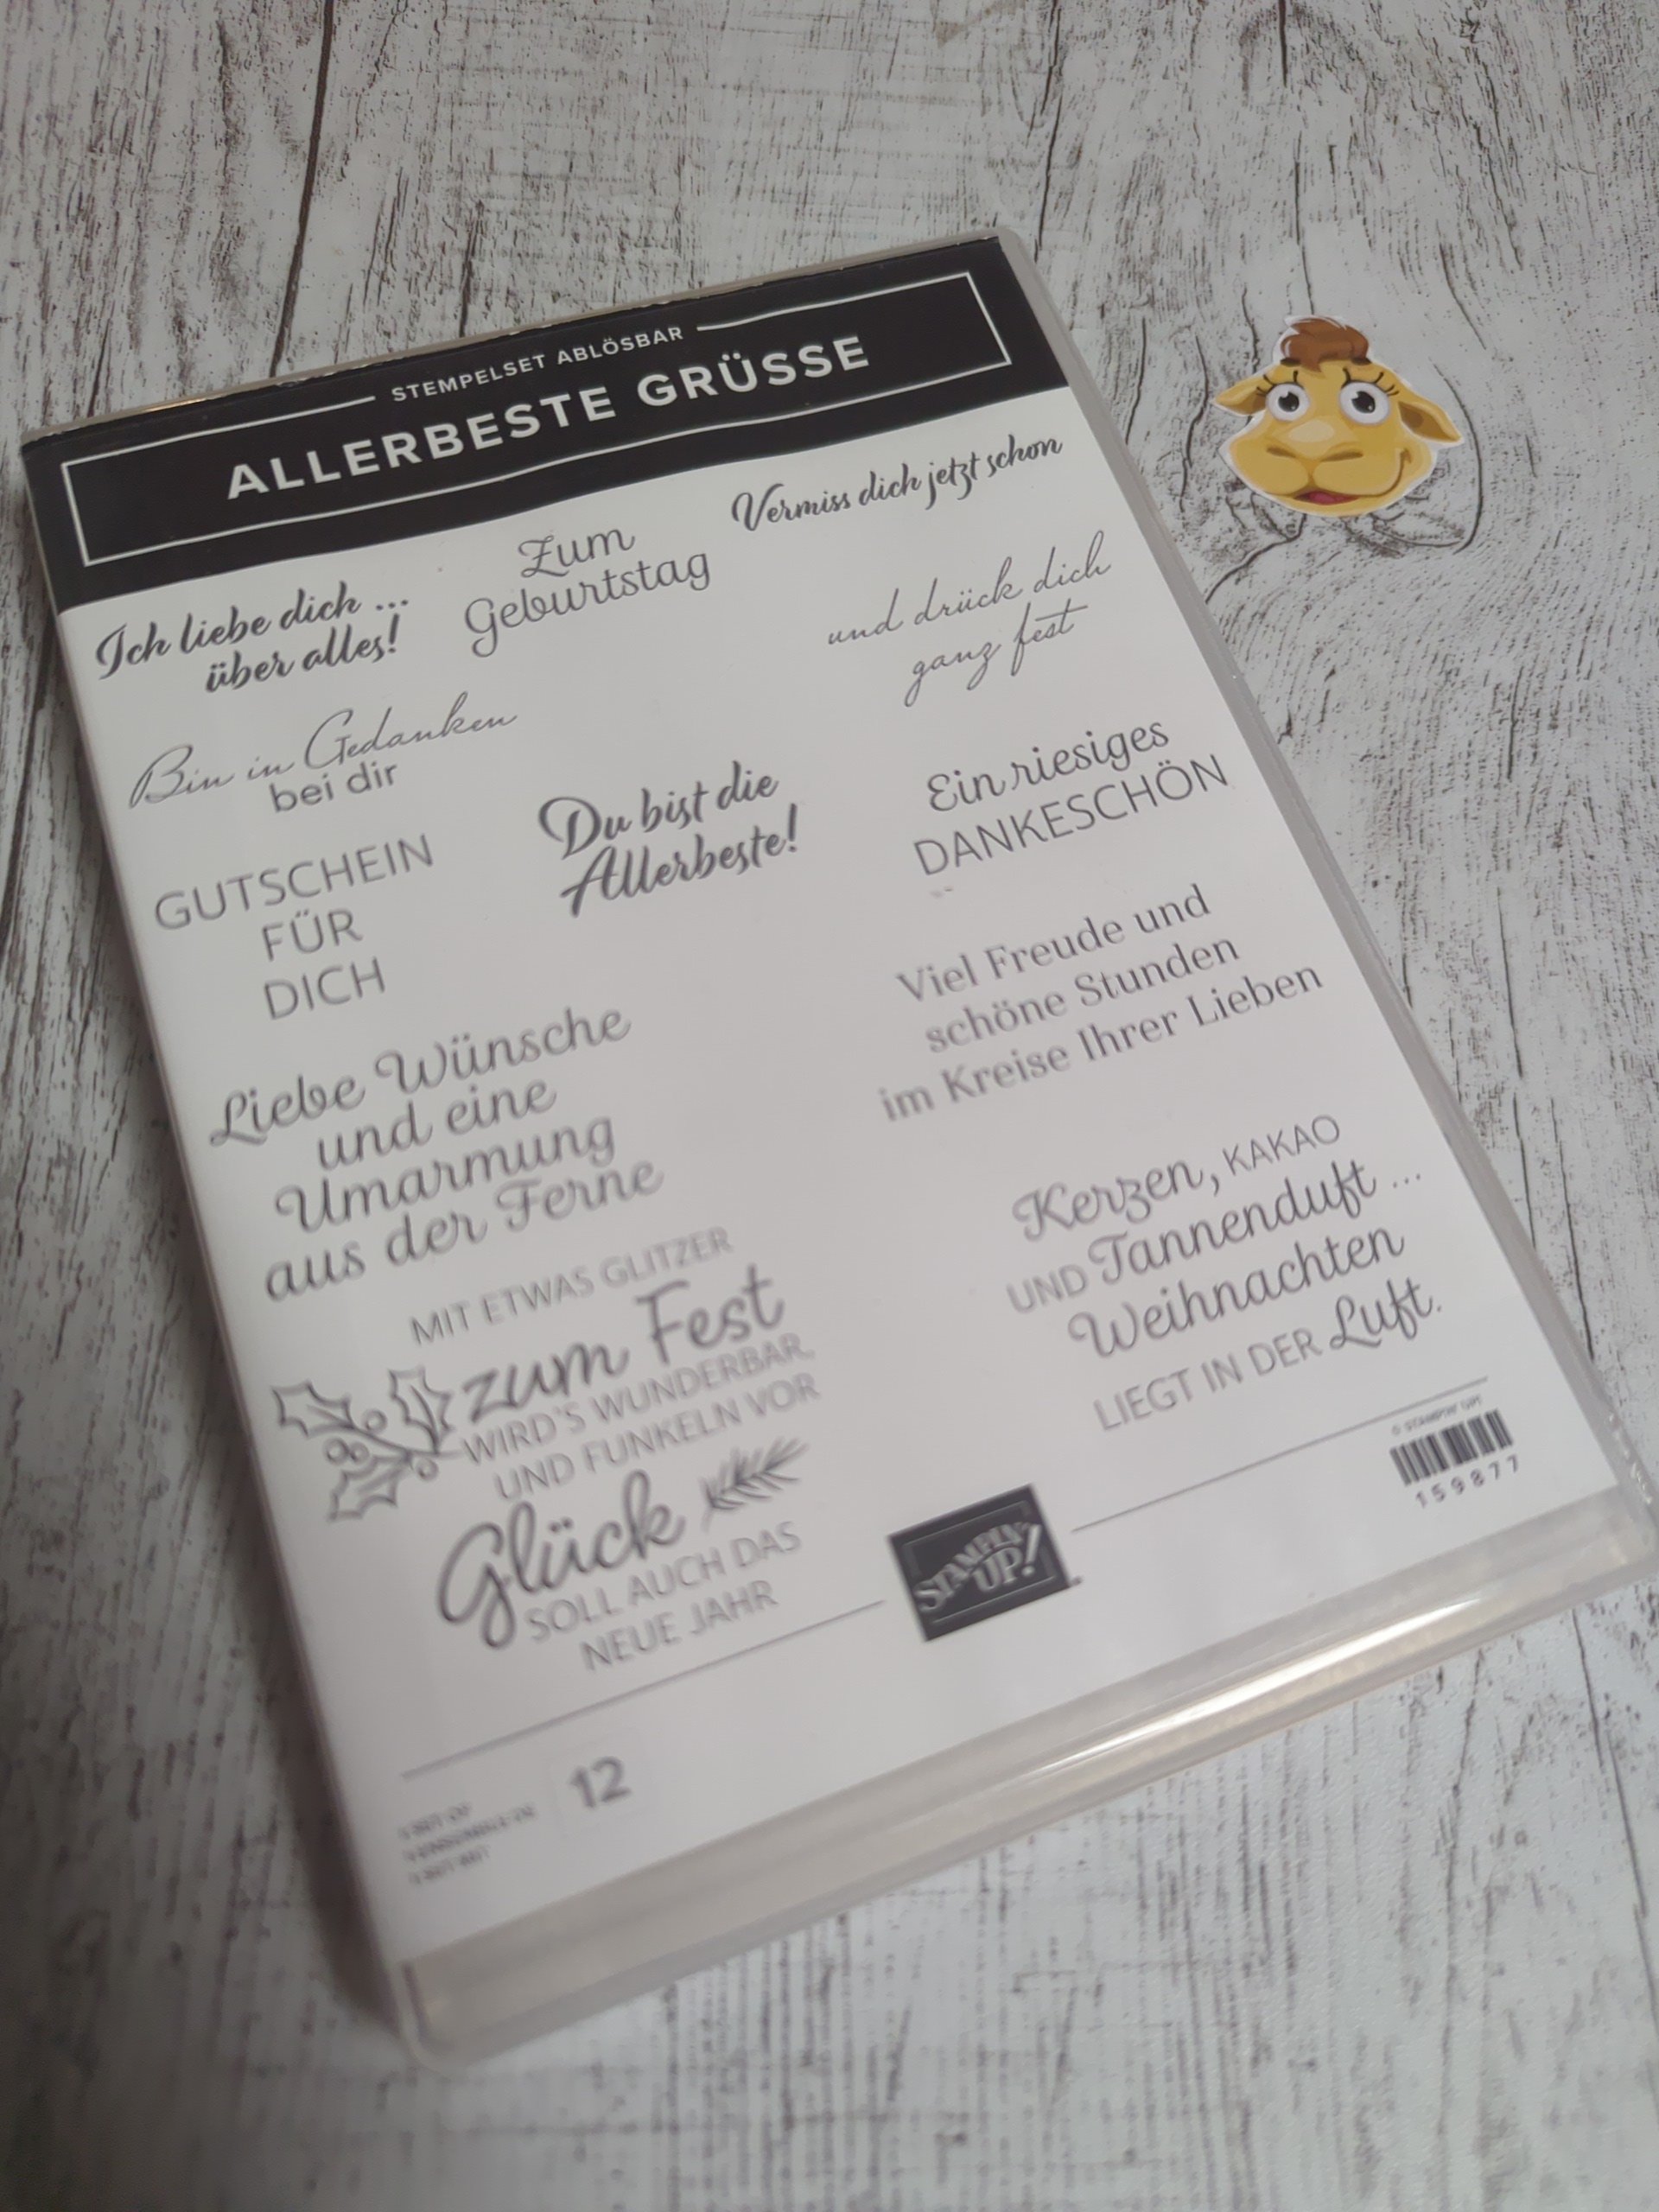 STEMPELSET ABLÖSBAR
ALLERBESTE GRÜSSE
Ich liebe dich ...
über alles!
Zum
Geburtstag
Vermiss dich jetzt schon
und drück dich
ganz fest
Bin in Gedanken
bei dir
Du bist die
Allerbeste!
Ein riesiges
DANKESCHÖN
GUTSCHEIN
FÜR
DICH
Viel Freude und
schöne Stunden
im Kreise Ihrer Lieben
Liebe Wünsche
und eine
Umarmung
aus der Ferne
Kerzen, KAKAO
UND Tannenduft ...
Weihnachten
LIEGT IN DER Luft.
MIT ETWAS GLITZER
zum Fest
WIRD'S WUNDERBAR,
UND FUNKELN VOR
Glück
SOLL AUCH DAS
NEUE JAHR
© STAMPIN' UP!
159877
STAMPIN'
UP!
12